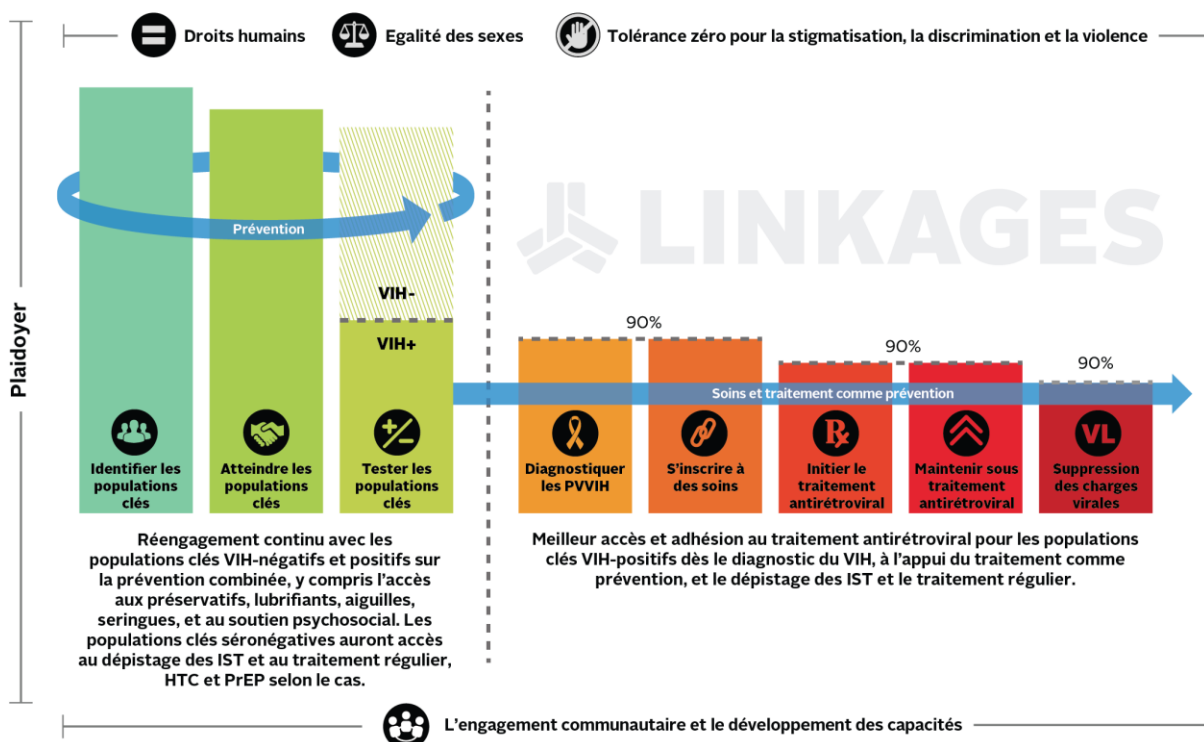 Droits humains
Egalité des sexes
Tolérance zéro pour la stigmatisation, la discrimination et la violence
Plaidoyer
Prévention
VIH-
VIH+
Identifier les
populations
clés
Atteindre les
populations
clés
Tester les
populations
clés
Réengagement continu avec les
populations clés VIH-négatifs et positifs sur
la prévention combinée, y compris l'accès
aux préservatifs, lubrifiants, aiguilles,
seringues, et au soutien psychosocial. Les
populations clés séronégatives auront accès
au dépistage des IST et au traitement régulier,
HTC et PrEP selon le cas.
LINKAGES
90%
90%
90%
Soins et traitement comme prévention
Diagnostiquer
les PVVIH
S'inscrire à
des soins
Rx
Initier le
traitement
antirétroviral
Maintenir sous
traitement
antirétroviral
VL
Suppression
des charges
virales
Meilleur accès et adhésion au traitement antirétroviral pour les populations
clés VIH-positifs dès le diagnostic du VIH, à l'appui du traitement comme
prévention, et le dépistage des IST et le traitement régulier.
L'engagement communautaire et le développement des capacités